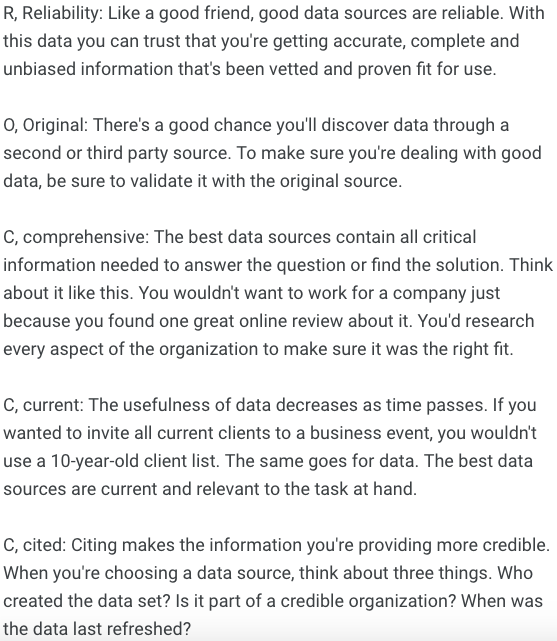 R, Reliability: Like a good friend, good data sources are reliable. With
this data you can trust that you're getting accurate, complete and
unbiased information that's been vetted and proven fit for use.
O, Original: There's a good chance you'll discover data through a
second or third party source. To make sure you're dealing with good
data, be sure to validate it with the original source.
C, comprehensive: The best data sources contain all critical
information needed to answer the question or find the solution. Think
about it like this. You wouldn't want to work for a company just
because you found one great online review about it. You'd research
every aspect of the organization to make sure it was the right fit.
C, current: The usefulness of data decreases as time passes. If you
wanted to invite all current clients to a business event, you wouldn't
use a 10-year-old client list. The same goes for data. The best data
sources are current and relevant to the task at hand.
C, cited: Citing makes the information you're providing more credible.
When you're choosing a data source, think about three things. Who
created the data set? Is it part of a credible organization? When was
the data last refreshed?